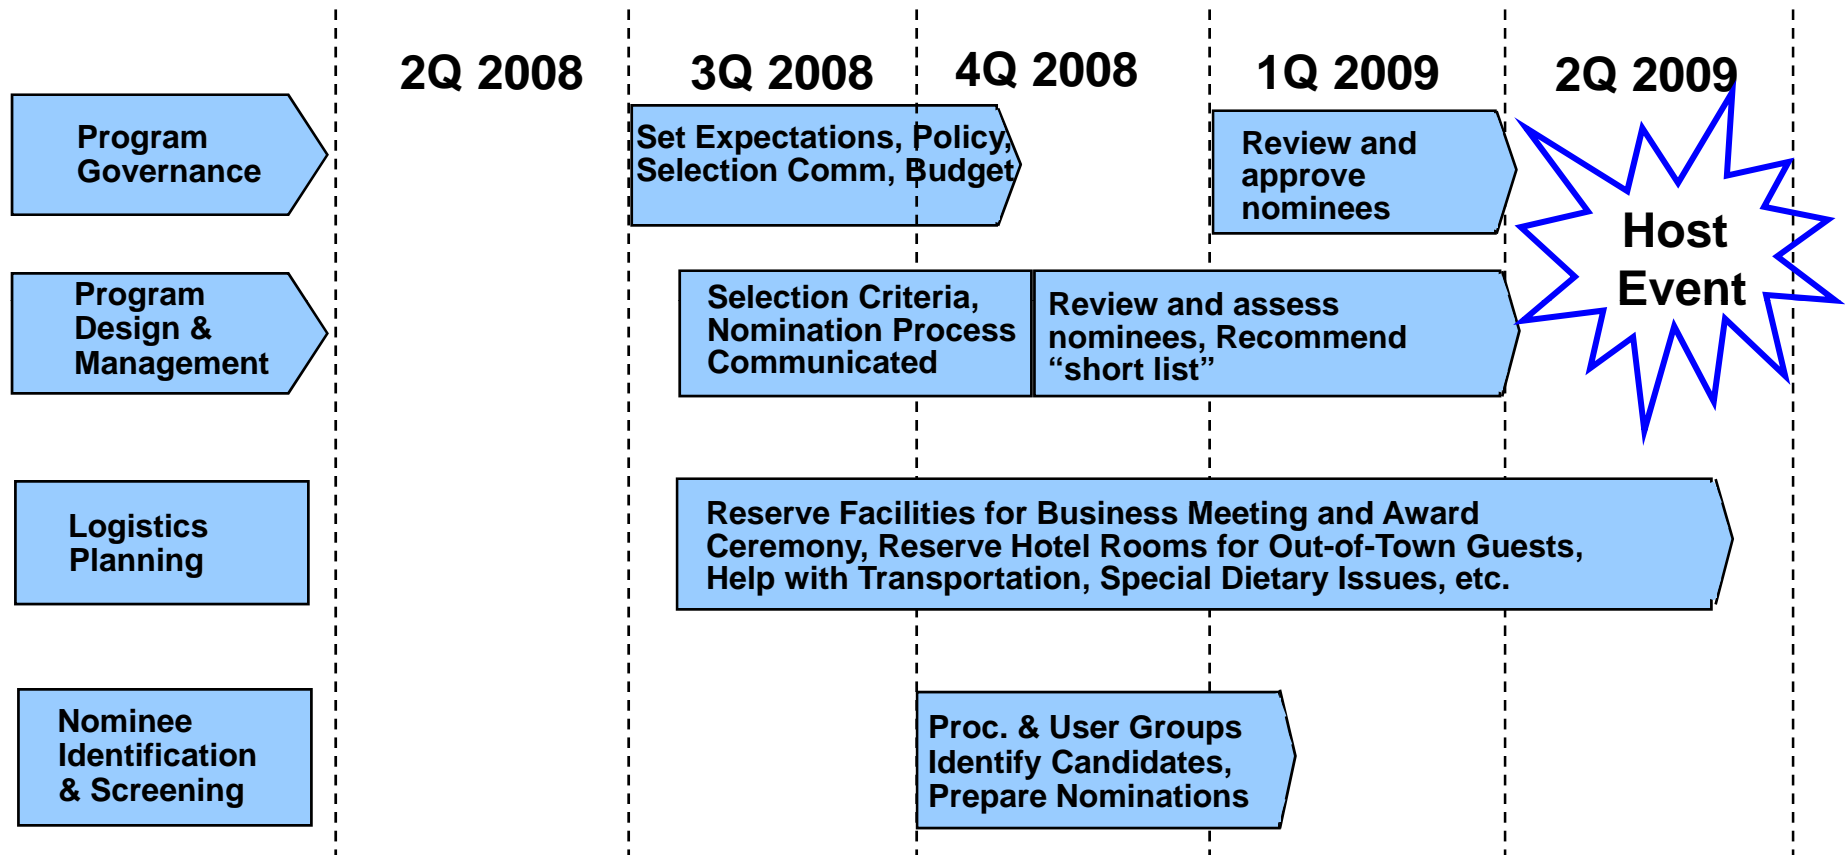 2Q 2008
3Q 2008
4Q 2008
1Q 2009
2Q 2009
Program
Governance
Set Expectations, Policy,
Selection Comm, Budget
Review and
approve
nominees
Host
Event
Program
Design &
Management
Selection Criteria,
Nomination Process
Communicated
Review and assess
nominees, Recommend
“short list”
Logistics
Planning
Reserve Facilities for Business Meeting and Award
Ceremony, Reserve Hotel Rooms for Out-of-Town Guests,
Help with Transportation, Special Dietary Issues, etc.
Nominee
Identification
& Screening
Proc. & User Groups
Identify Candidates,
Prepare Nominations